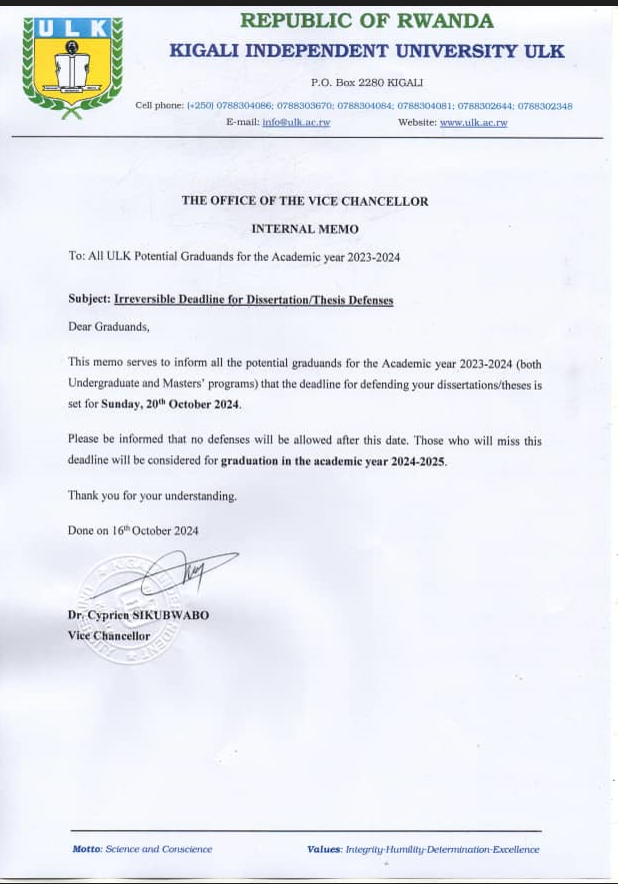 ULK
REPUBLIC OF RWANDA
KIGALI INDEPENDENT UNIVERSITY ULK
P.O. Box 2280 KIGALI
Cell phone: (+250) 0788304086; 0788303670; 0788304084; 0788304081; 0788302644; 0788302348
E-mail: info@ulk.ac.rw Website: www.ulk.ac.rw
THE OFFICE OF THE VICE CHANCELLOR
INTERNAL MEMO
To: All ULK Potential Graduands for the Academic year 2023-2024
Subject: Irreversible Deadline for Dissertation/Thesis Defenses
Dear Graduands,
This memo serves to inform all the potential graduands for the Academic year 2023-2024 (both
Undergraduate and Masters' programs) that the deadline for defending your dissertations/theses is
set for Sunday, 20th October 2024.
Please be informed that no defenses will be allowed after this date. Those who will miss this
deadline will be considered for graduation in the academic year 2024-2025.
Thank you for your understanding.
Done on 16th October 2024
Dr. Cyprien SIKUBWABO
Vice Chancellor
Motto: Science and Conscience
Values: Integrity-Humility-Determination-Excellence